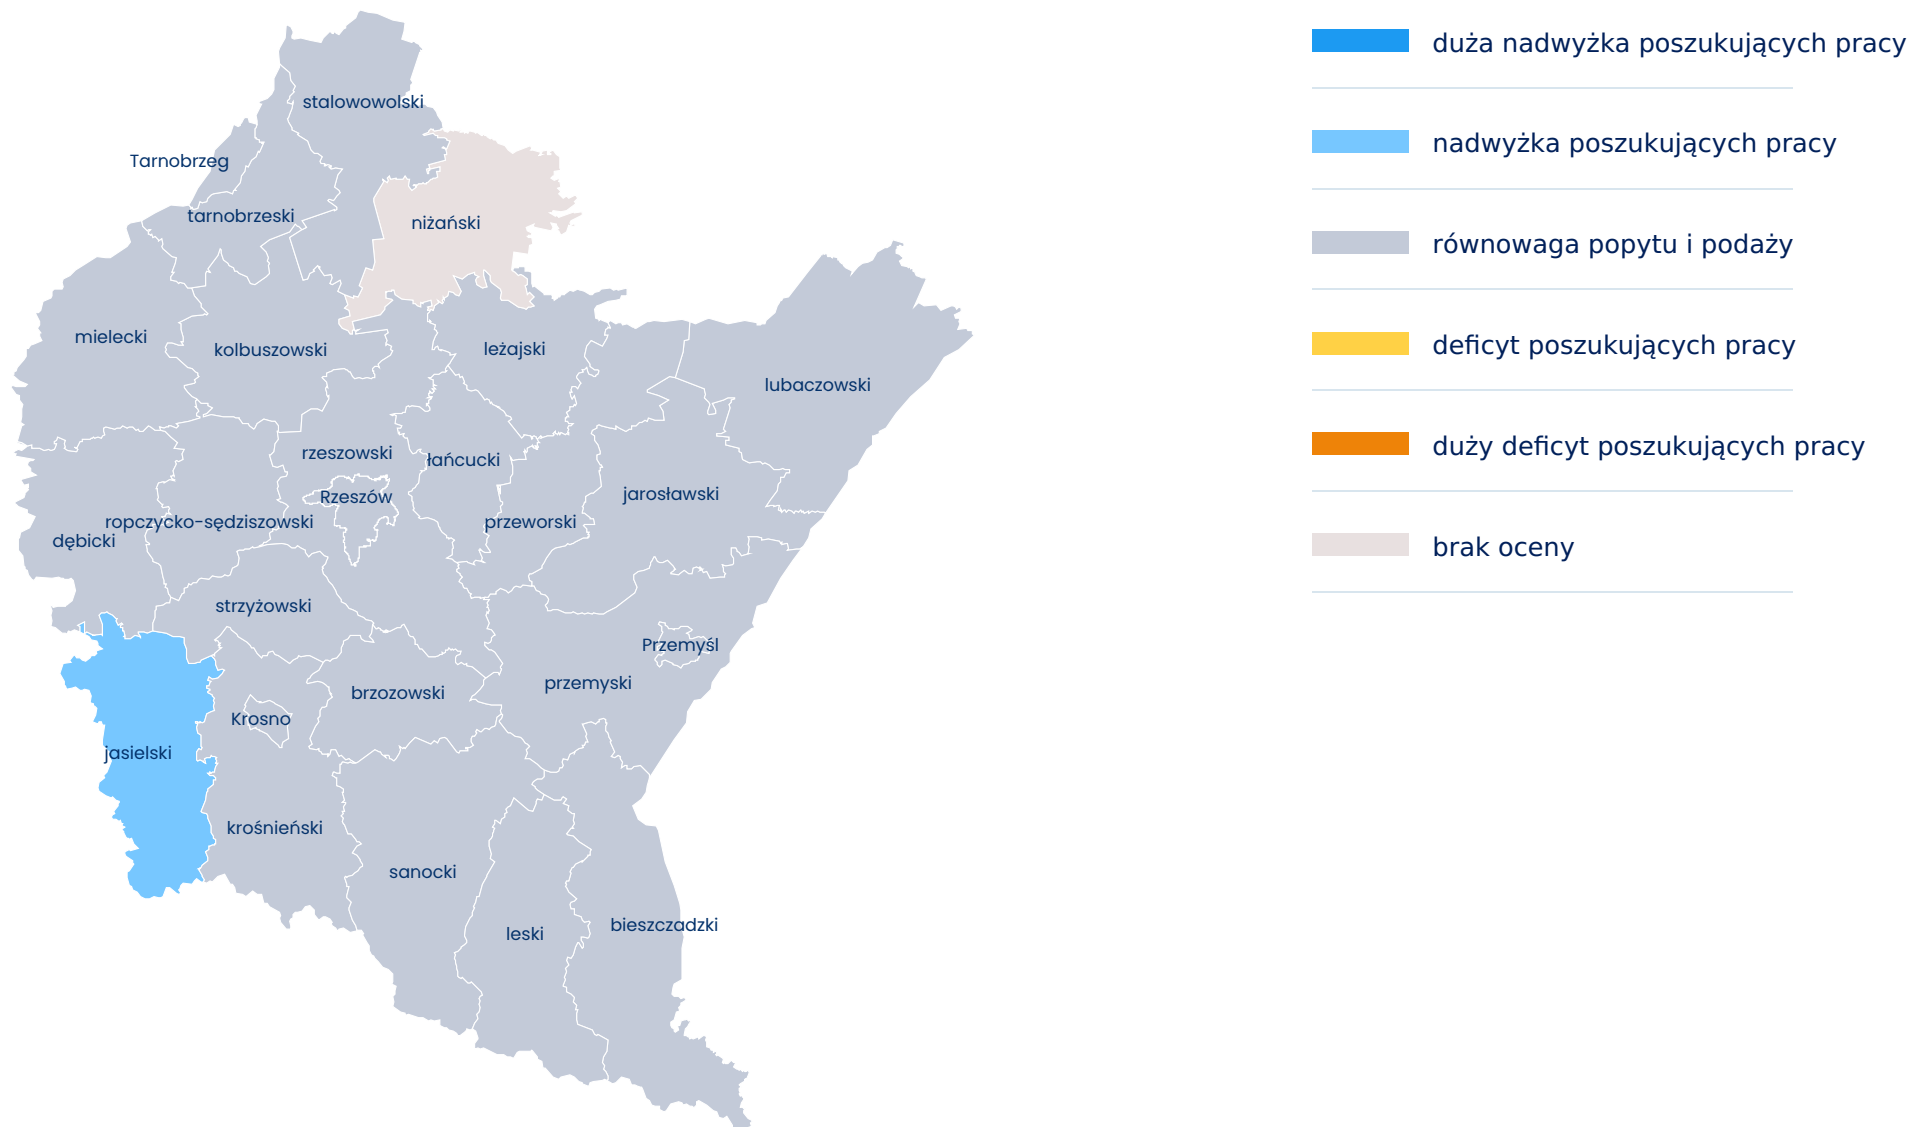 duża nadwyżka poszukujących pracy
nadwyżka poszukujących pracy
równowaga popytu i podaży
deficyt poszukujących pracy
duży deficyt poszukujących pracy
brak oceny
stalowowolski
Tarnobrzeg
tarnobrzeski
niżański
mielecki
kolbuszowski
leżajski
lubaczowski
rzeszowski
łańcucki
Rzeszów
jarosławski
ropczycko-sędziszowski
przeworski
dębicki
strzyżowski
Przemyśl
przemyski
brzozowski
Krosno
jasielski
krośnieński
sanocki
bieszczadzki
leski